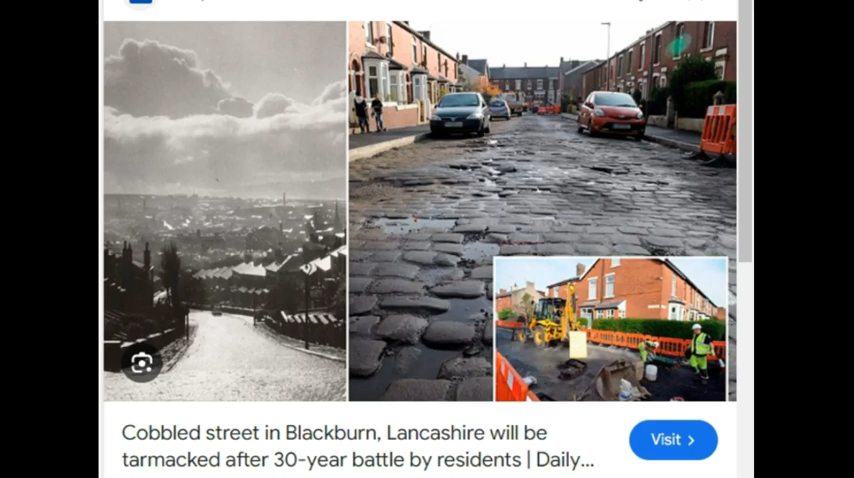 Cobbled street in Blackburn, Lancashire will be
tarmacked after 30-year battle by residents | Daily...
Visit >